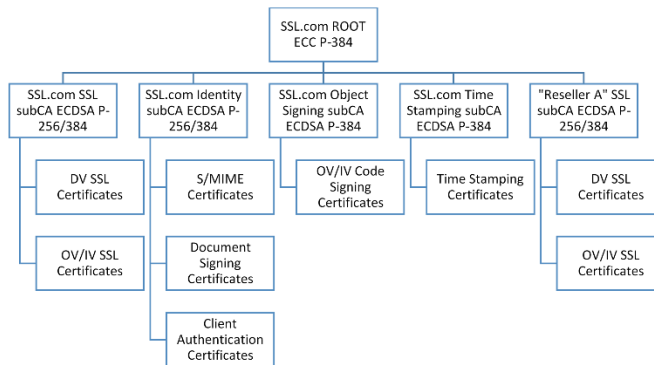 SSL.com ROOT
ECC P-384
SSL.com SSL
subCA ECDSA P-
256/384
SSL.com Identity
subCA ECDSA P-
256/384
SSL.com Object
Signing subCA
ECDSA P-384
SSL.com Time
Stamping subCA
ECDSA P-384
"Reseller A" SSL
subCA ECDSA P-
256/384
DV SSL
Certificates
S/MIME
Certificates
OV/IV Code
Signing
Certificates
Time Stamping
Certificates
DV SSL
Certificates
OV/IV SSL
Certificates
Document
Signing
Certificates
OV/IV SSL
Certificates
Client
Authentication
Certificates